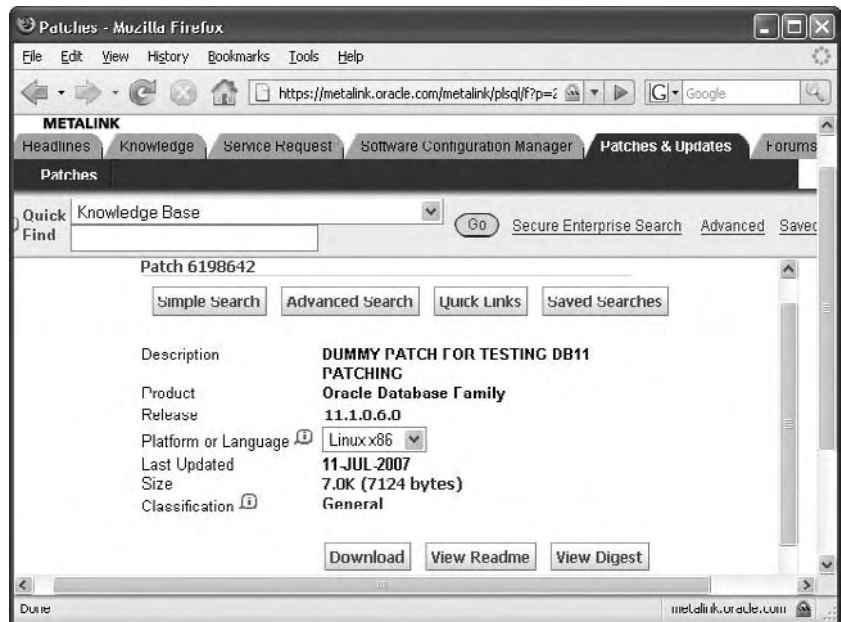 Patches - Mozilla Firefox
File Edit View History Bookmarks Tools Help
https://metalink.oracle.com/metalink/plsql/f?p=2 G Google
METALINK
Headlines Knowledge Service Request Software Configuration Manager Patches & Updates Forums
Patches
Quick Find Knowledge Base Go Secure Enterprise Search Advanced Saved
Patch 6198642
Simple Search Advanced Search Quick Links Saved Searches
Description DUMMY PATCH FOR TESTING DB11
PATCHING
Product Oracle Database Family
Release 11.1.0.6.0
Platform or Language Linux x86
Last Updated 11-JUL-2007
Size 7.0K (7124 bytes)
Classification General
Download View Readme View Digest
Done metalink.oracle.com